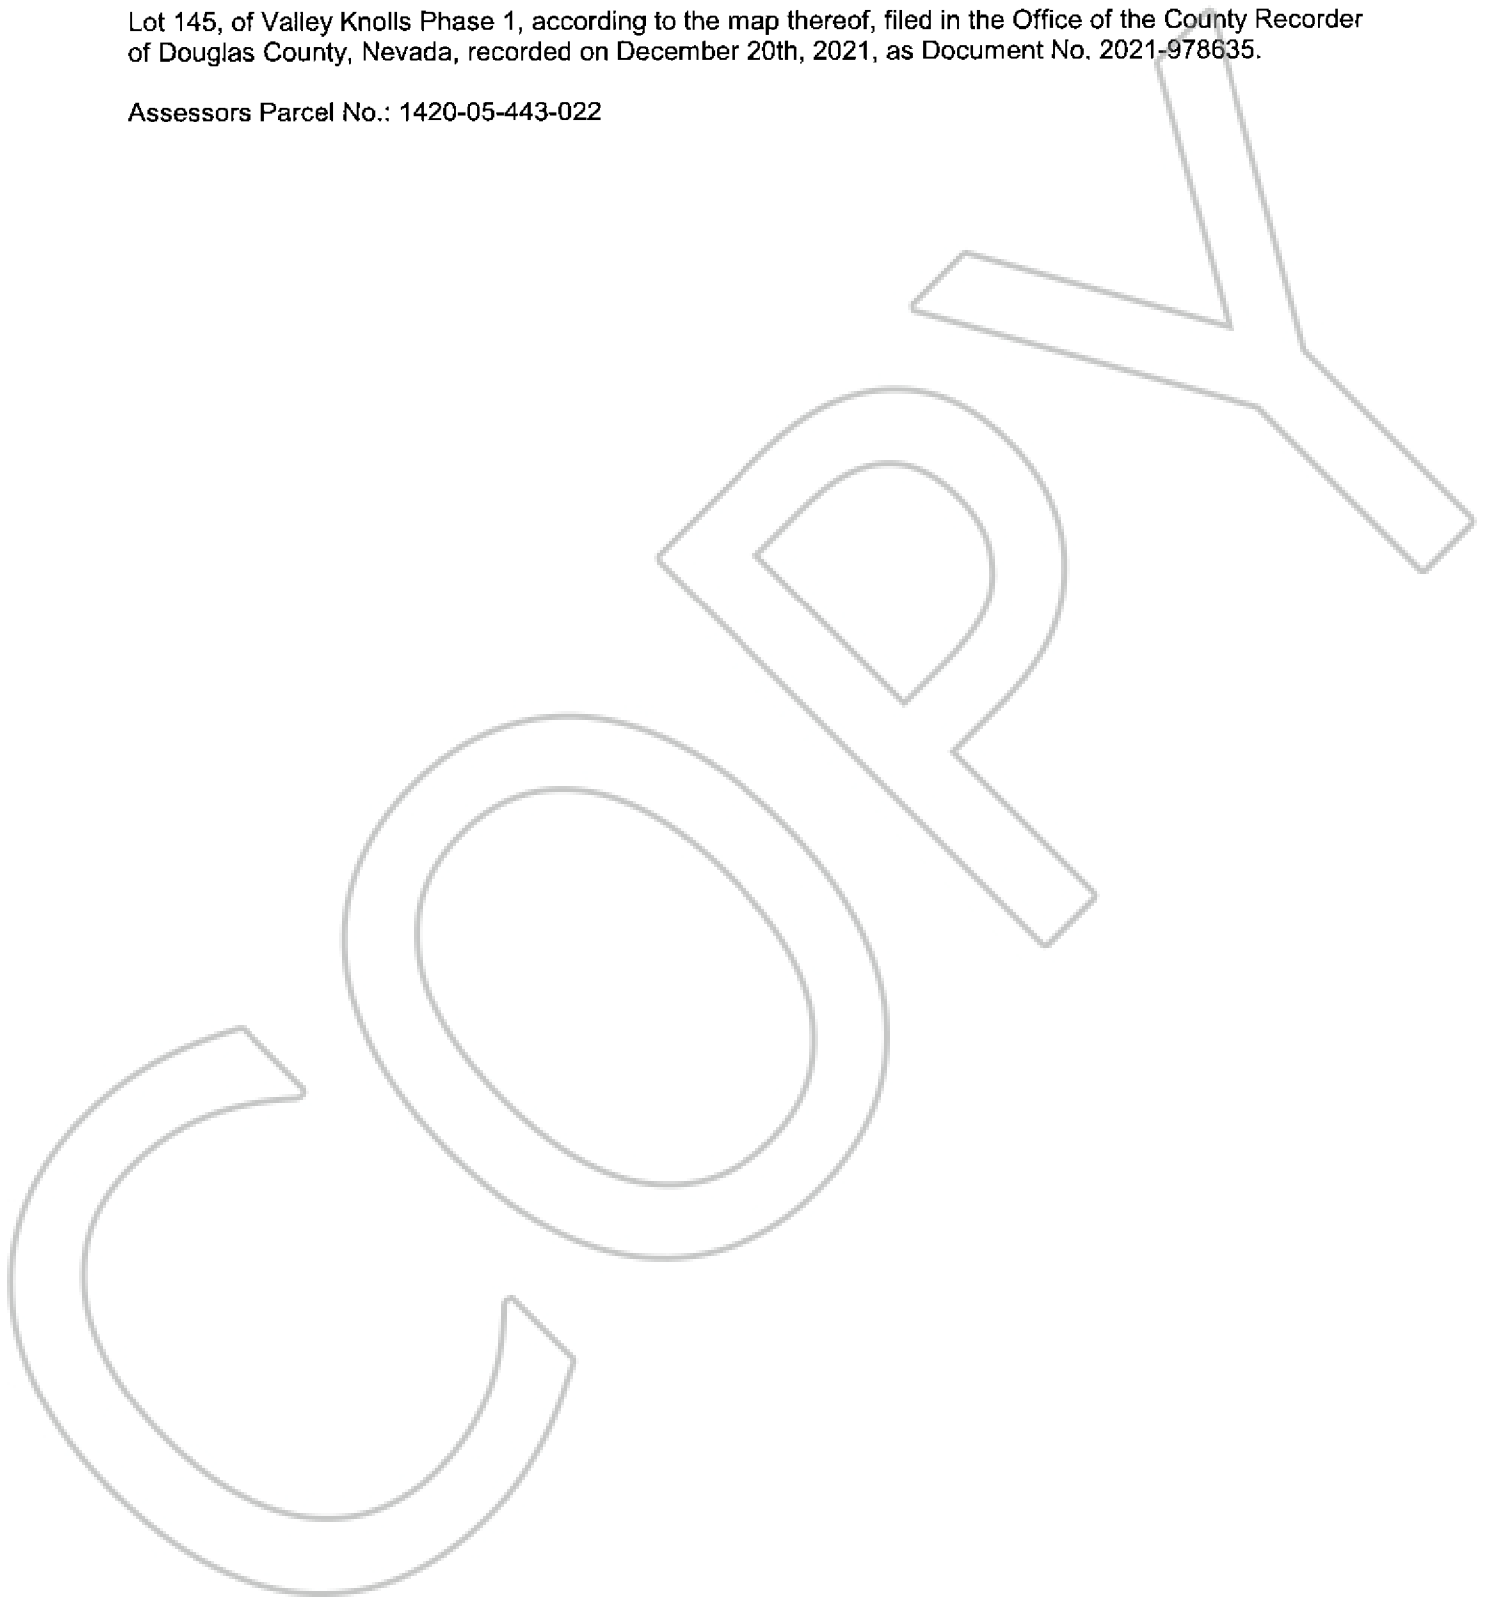 Lot 145, of Valley Knolls Phase 1, according to the map thereof, filed in the Office of the County Recorder
of Douglas County, Nevada, recorded on December 20th, 2021, as Document No. 2021-978635.
Assessors Parcel No.: 1420-05-443-022
COPY